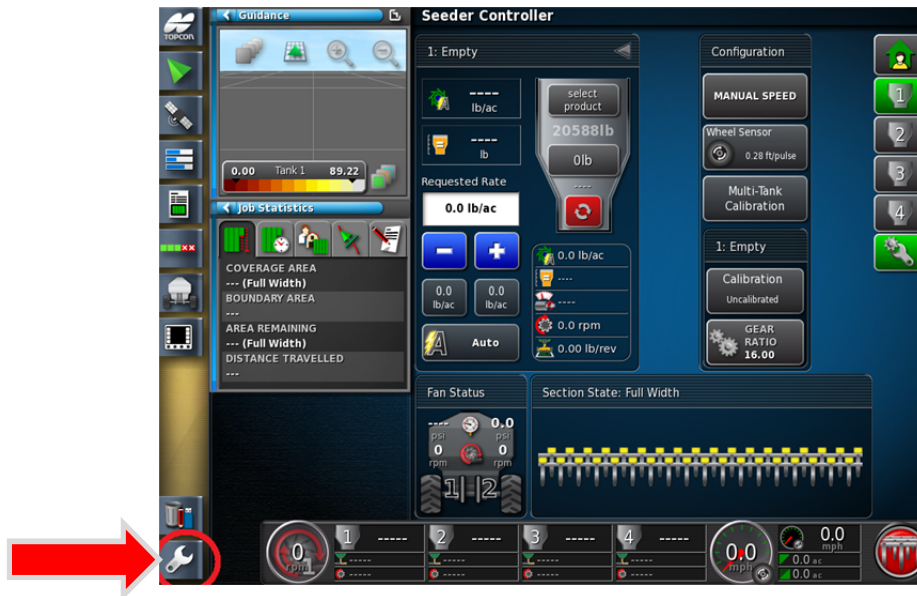 TOPCON
Guidance
0.00 Tank 1 89.22
Job Statistics
COVERAGE AREA
--- (Full Width)
BOUNDARY AREA
---
AREA REMAINING
--- (Full Width)
DISTANCE TRAVELLED
---
Seeder Controller
1: Empty
----
lb/ac
----
lb
Requested Rate
0.0 lb/ac
0.0
lb/ac
0.0
lb/ac
A Auto
select
product
20588lb
0lb
----
0.0 lb/ac
----
----
0.0 rpm
0.00 lb/rev
Configuration
MANUAL SPEED
Wheel Sensor
0.28 ft/pulse
Multi-Tank
Calibration
1: Empty
Calibration
Uncalibrated
GEAR
RATIO
16.00
1
2
3
4
Fan Status
---- 0.0
psi psi
0 0
rpm rpm
1 2
Section State: Full Width
0
rpm
1
1 -----
-----
-----
2 -----
-----
-----
3 -----
-----
-----
4 -----
-----
-----
0.0
mph
0.0
mph
0.0 ac
0.0 ac